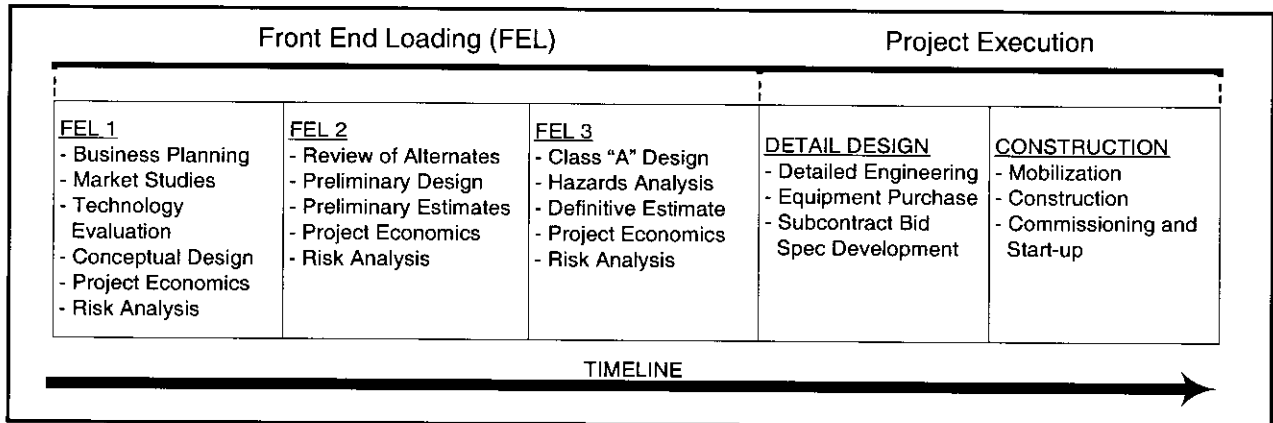 Front End Loading (FEL)
Project Execution
FEL 1
- Business Planning
- Market Studies
- Technology
Evaluation
- Conceptual Design
- Project Economics
- Risk Analysis
FEL 2
- Review of Alternates
- Preliminary Design
- Preliminary Estimates
- Project Economics
- Risk Analysis
FEL 3
- Class "A" Design
- Hazards Analysis
- Definitive Estimate
- Project Economics
- Risk Analysis
DETAIL DESIGN
- Detailed Engineering
- Equipment Purchase
- Subcontract Bid
Spec Development
CONSTRUCTION
- Mobilization
- Construction
- Commissioning and
Start-up
TIMELINE